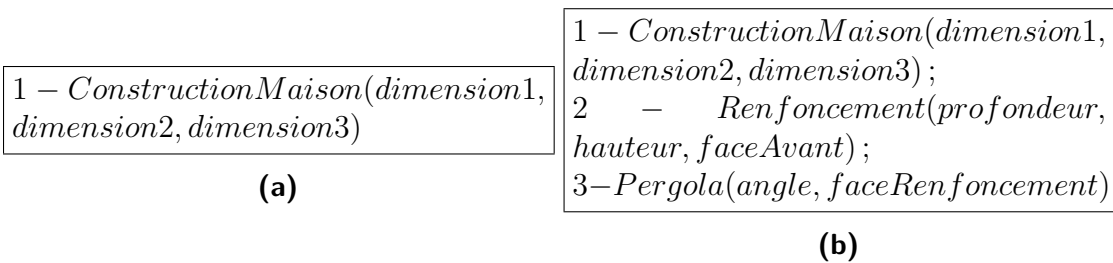 1 − ConstructionMaison(dimension1,
dimension2, dimension3)
(a)
1 − ConstructionMaison(dimension1,
dimension2, dimension3) ;
2 − Renfoncement(profondeur,
hauteur, faceAvant) ;
3−Pergola(angle, faceRenfoncement)
(b)